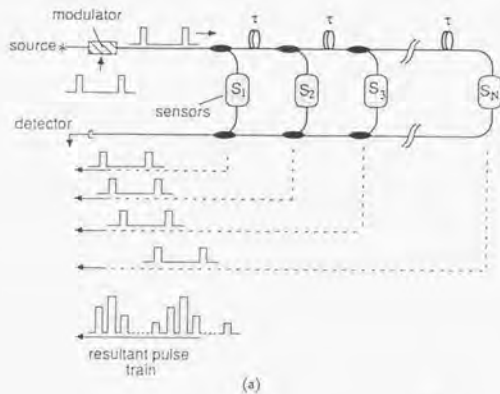 modulator
τ
τ
τ
source
S1
S2
S3
SN
sensors
detector
resultant pulse
train
(a)